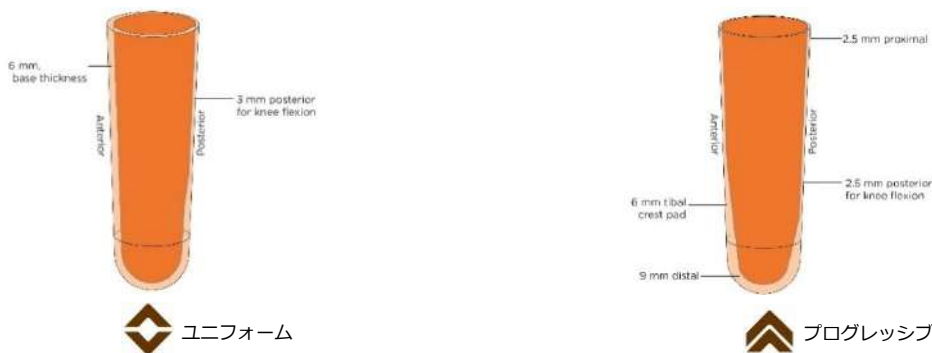 6 mm,
base thickness
3 mm posterior
for knee flexion
Anterior
Posterior
ユニフォーム
2.5 mm proximal
Anterior
Posterior
2.5 mm posterior
for knee flexion
6 mm tibal
crest pad
9 mm distal
プログレッシブ